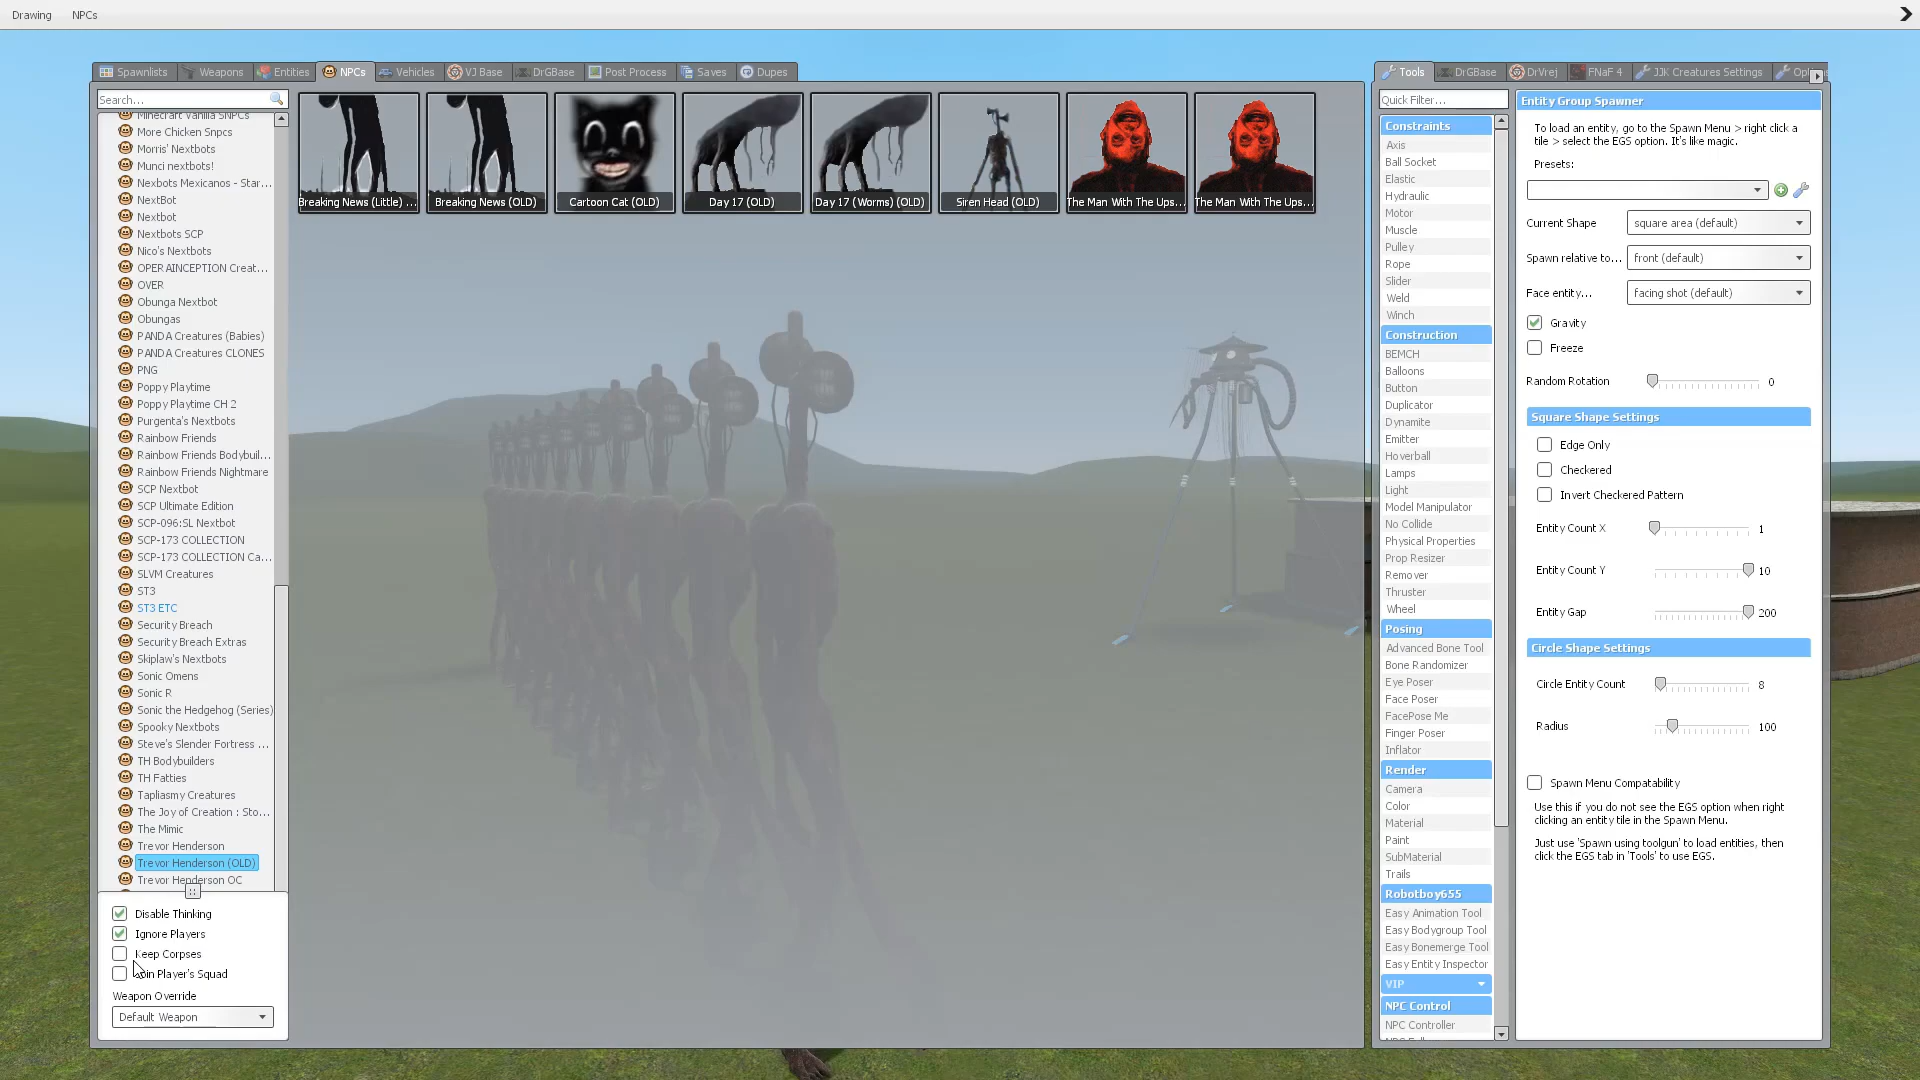 Drawing NPCs
Spawnlists Weapons Entities NPCs Vehicles VJ Base DrGBase Post Process Saves Dupes
Search...
Minecraft Vanilla SNPCs
More Chicken Snpcs
Morris' Nextbots
Munci nextbots!
Nexbots Mexicanos - Star...
NextBot
Nextbot
Nextbots SCP
Nico's Nextbots
OPERAINCEPTION Creat...
OVER
Obunga Nextbot
Obungas
PANDA Creatures (Babies)
PANDA Creatures CLONES
PNG
Poppy Playtime
Poppy Playtime CH 2
Purgenta's Nextbots
Rainbow Friends
Rainbow Friends Bodybuil...
Rainbow Friends Nightmare
SCP Nextbot
SCP Ultimate Edition
SCP-096:SL Nextbot
SCP-173 COLLECTION
SCP-173 COLLECTION Ca...
SLVM Creatures
ST3
ST3 ETC
Security Breach
Security Breach Extras
Skiplaw's Nextbots
Sonic Omens
Sonic R
Sonic the Hedgehog (Series)
Spooky Nextbots
Steve's Slender Fortress ...
TH Bodybuilders
TH Fatties
Tapliasmy Creatures
The Joy of Creation : Sto...
The Mimic
Trevor Henderson
Trevor Henderson (OLD)
Trevor Henderson OC
Disable Thinking
Ignore Players
Keep Corpses
Player's Squad
Weapon Override
Default Weapon
Breaking News (Little) ...
Breaking News (OLD)
Cartoon Cat (OLD)
Day 17 (OLD)
Day 17 (Worms) (OLD)
Siren Head (OLD)
The Man With The Ups...
The Man With The Ups...
Tools DrGBase DrVrej FNaF 4 JJK Creatures Settings
Quick Filter...
Constraints
Axis
Ball Socket
Elastic
Hydraulic
Motor
Muscle
Pulley
Rope
Slider
Weld
Winch
Construction
BEMCH
Balloons
Button
Duplicator
Dynamite
Emitter
Hoverball
Lamps
Light
Model Manipulator
No Collide
Physical Properties
Prop Resizer
Remover
Thruster
Wheel
Posing
Advanced Bone Tool
Bone Randomizer
Eye Poser
Face Poser
FacePose Me
Finger Poser
Inflator
Render
Camera
Color
Material
Paint
SubMaterial
Trails
Robotboy655
Easy Animation Tool
Easy Bodygroup Tool
Easy Bonemerge Tool
Easy Entity Inspector
VIP
NPC Control
NPC Controller
Entity Group Spawner
To load an entity, go to the Spawn Menu > right click a
tile > select the EGS option. It's like magic.
Presets:
Current Shape square area (default)
Spawn relative to... front (default)
Face entity... facing shot (default)
Gravity
Freeze
Random Rotation 0
Square Shape Settings
Edge Only
Checkered
Invert Checkered Pattern
Entity Count X 1
Entity Count Y 10
Entity Gap 200
Circle Shape Settings
Circle Entity Count 8
Radius 100
Spawn Menu Compatability
Use this if you do not see the EGS option when right
clicking an entity tile in the Spawn Menu.
Just use 'Spawn using toolgun' to load entities, then
click the EGS tab in 'Tools' to use EGS.